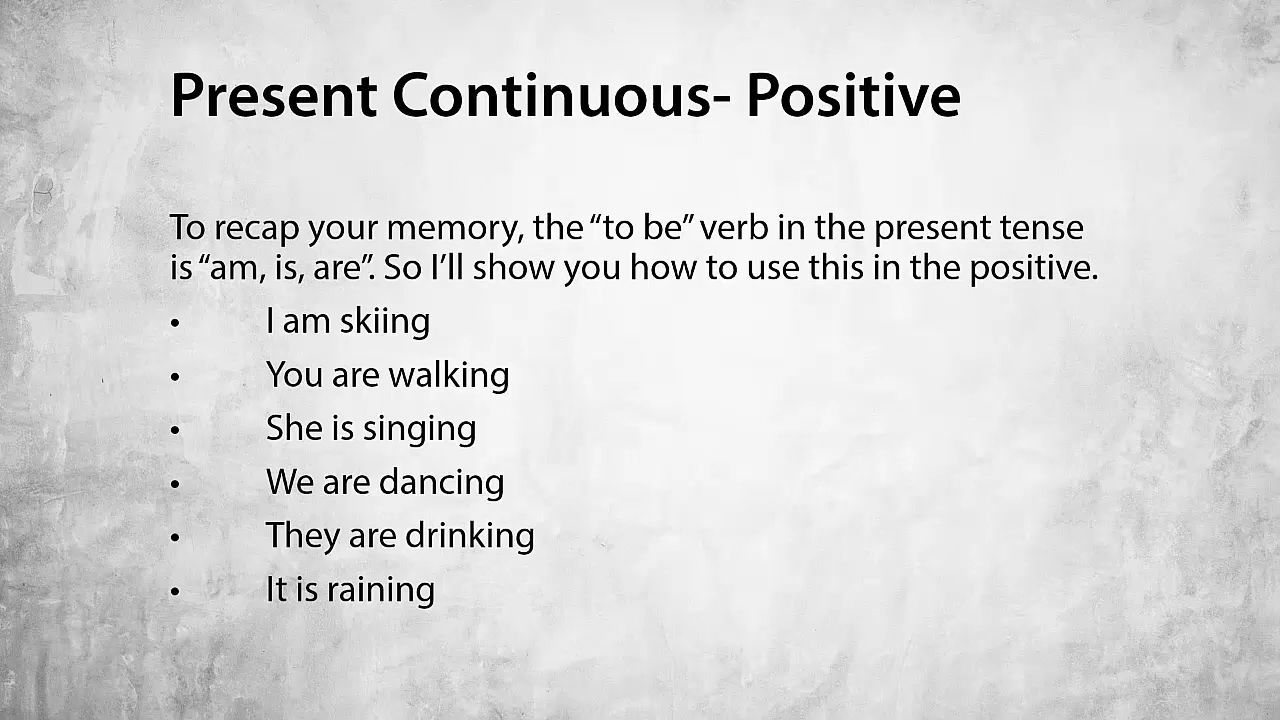 Present Continuous- Positive
To recap your memory, the “to be” verb in the present tense
is “am, is, are”. So I’ll show you how to use this in the positive.
• I am skiing
• You are walking
• She is singing
• We are dancing
• They are drinking
• It is raining